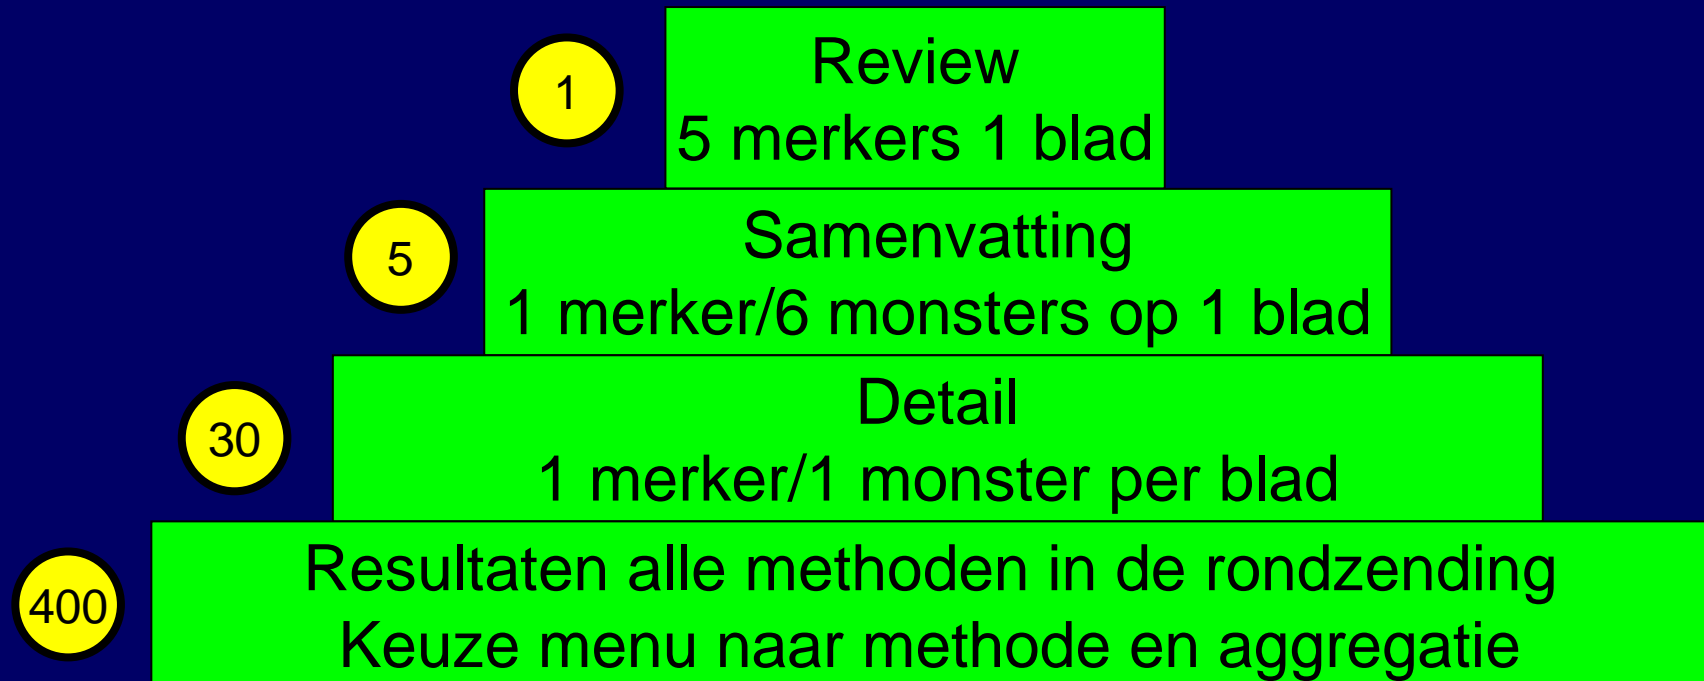 1
Review
5 merkers 1 blad
5
Samenvatting
1 merker/6 monsters op 1 blad
30
Detail
1 merker/1 monster per blad
400
Resultaten alle methoden in de rondzending
Keuze menu naar methode en aggregatie